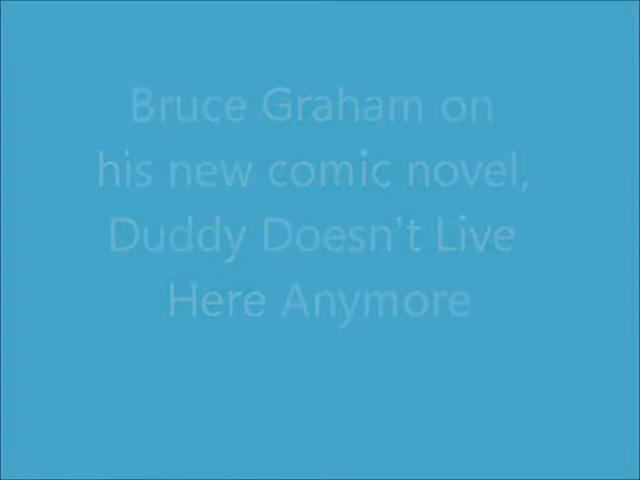 Bruce Graham on
his new comic novel,
Duddy Doesn't Live
Here Anymore